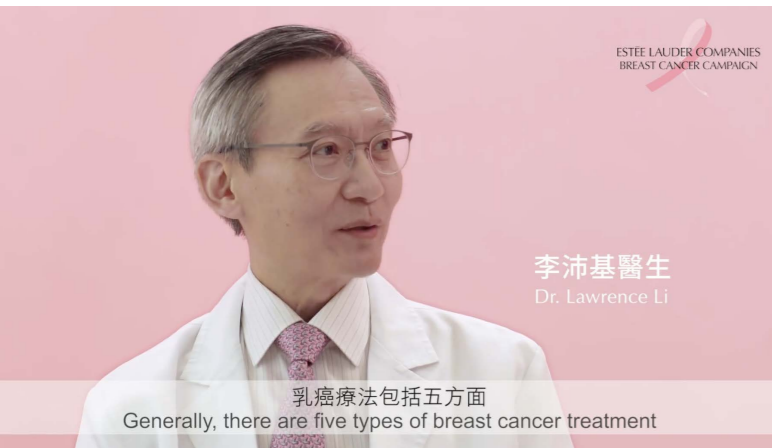 ESTĒE LAUDER COMPANIES
BREAST CANCER CAMPAIGN
李沛基醫生
Dr. Lawrence Li
乳癌療法包括五方面
Generally, there are five types of breast cancer treatment